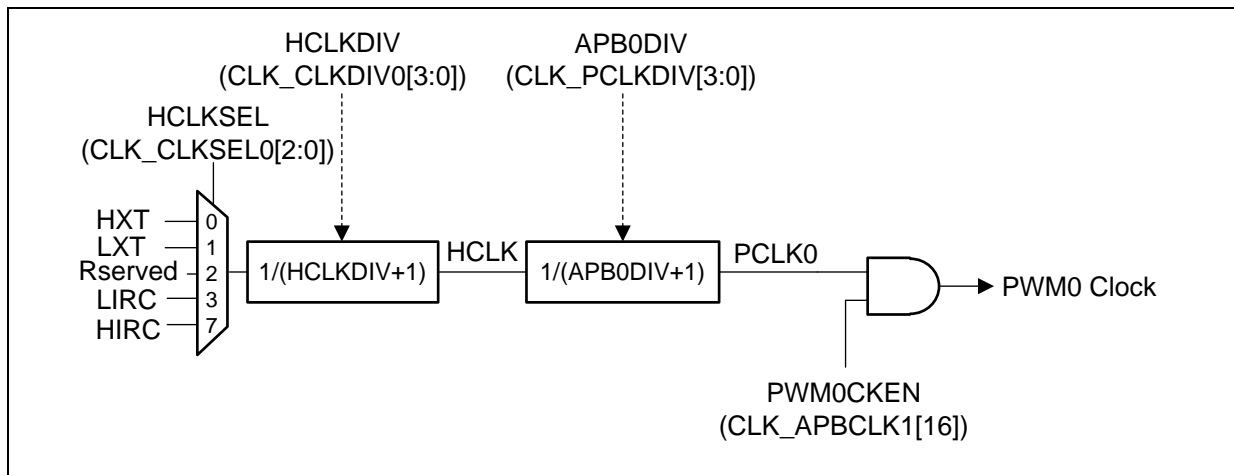 HCLKDIV
(CLK_CLKDIV0[3:0])
APB0DIV
(CLK_PCLKDIV[3:0])
HCLKSEL
(CLK_CLKSEL0[2:0])
HXT 0
LXT 1
Rserved 2
LIRC 3
HIRC 7
1/(HCLKDIV+1)
HCLK
1/(APB0DIV+1)
PCLK0
PWM0 Clock
PWM0CKEN
(CLK_APBCLK1[16])